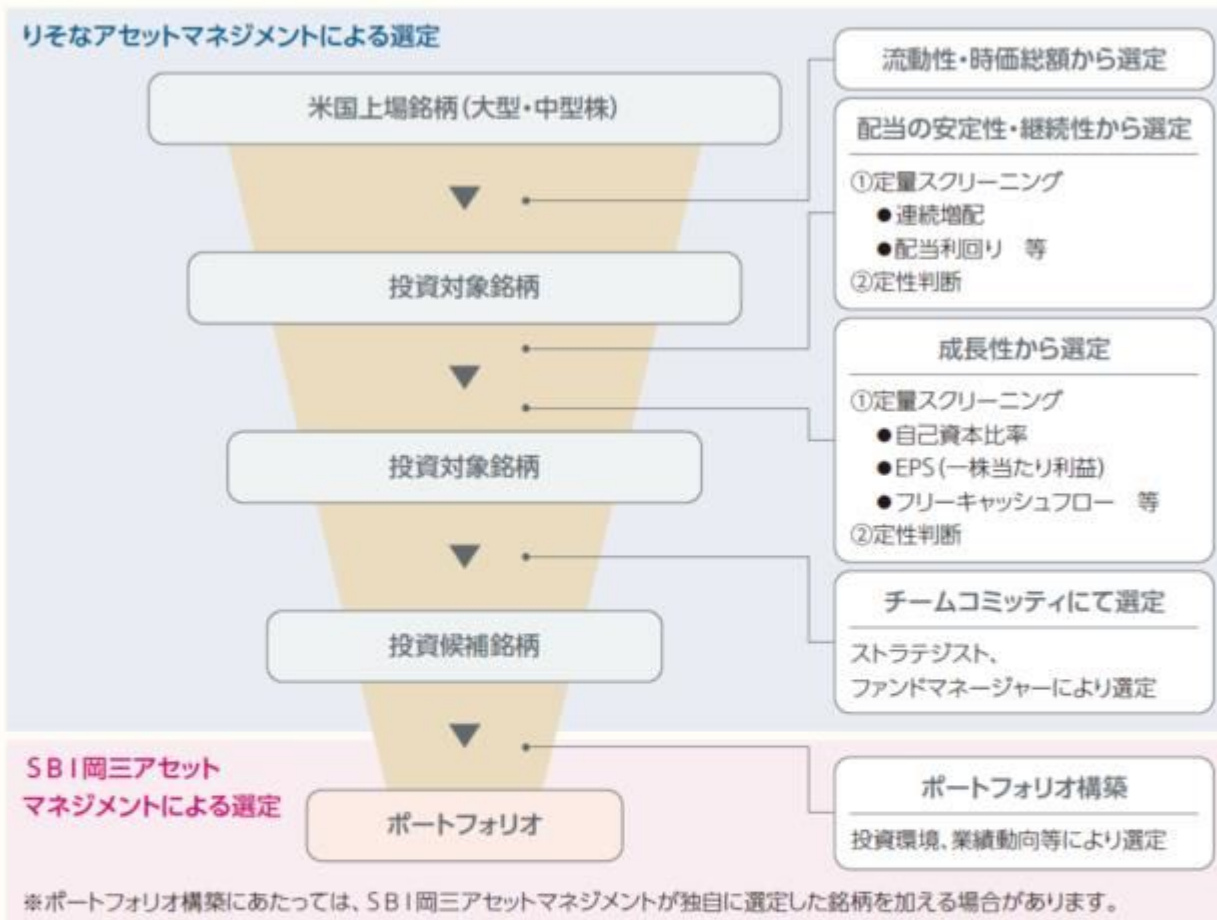 りそなアセットマネジメントによる選定
米国上場銘柄(大型・中型株)
流動性・時価総額から選定
投資対象銘柄
配当の安定性・継続性から選定
①定量スクリーニング
●連続増配
●配当利回り　等
②定性判断
投資対象銘柄
成長性から選定
①定量スクリーニング
●自己資本比率
●EPS(一株当たり利益)
●フリーキャッシュフロー　等
②定性判断
投資候補銘柄
チームコミッティにて選定
ストラテジスト、
ファンドマネージャーにより選定
SBI岡三アセット
マネジメントによる選定
ポートフォリオ
ポートフォリオ構築
投資環境、業績動向等により選定
※ポートフォリオ構築にあたっては、SBI岡三アセットマネジメントが独自に選定した銘柄を加える場合があります。